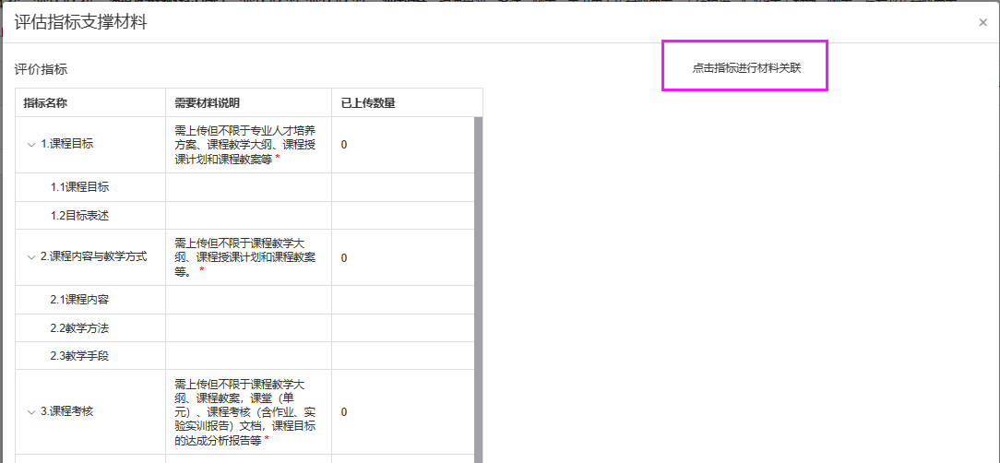 评估指标支撑材料
×
评价指标
点击指标进行材料关联
指标名称 需要材料说明 已上传数量
需上传但不限于专业人才培养
方案、课程教学大纲、课程授
课计划和课程教案等 *
1.课程目标 0
1.1课程目标
1.2目标表述
需上传但不限于课程教学大
纲、课程授课计划和课程教案
等。 *
2.课程内容与教学方式 0
2.1课程内容
2.2教学方法
2.3教学手段
需上传但不限于课程教学大
纲、课程教案，课堂（单
元）、课程考核（含作业、实
验实训报告）文档，课程目标
的达成分析报告等 *
3.课程考核 0